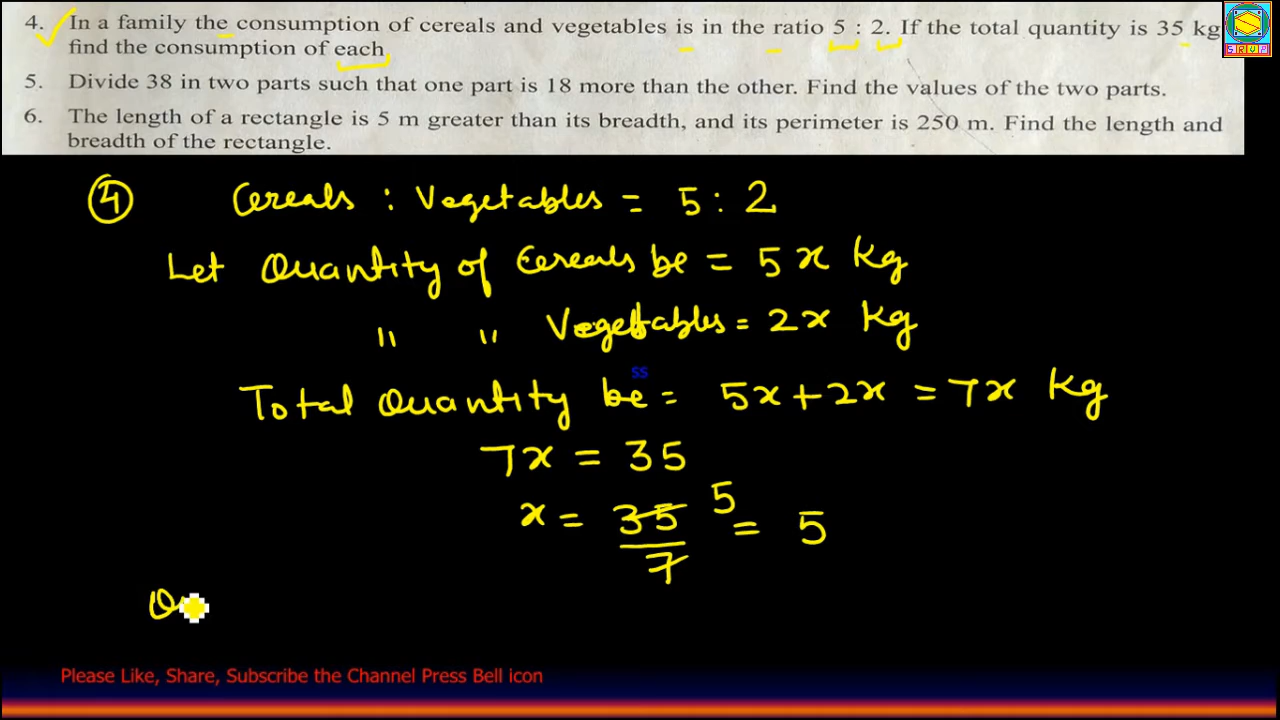 4. In a family the consumption of cereals and vegetables is in the ratio 5 : 2. If the total quantity is 35 kg
find the consumption of each
5. Divide 38 in two parts such that one part is 18 more than the other. Find the values of the two parts.
6. The length of a rectangle is 5 m greater than its breadth, and its perimeter is 250 m. Find the length and
breadth of the rectangle.
SRUP
④ Cereals : Vegetables = 5 : 2
Let Quantity of Cereals be = 5x Kg
" " Vegetables = 2x Kg
ss
Total Quantity be = 5x + 2x = 7x Kg
7x = 35
x = 35/7 5 = 5
Please Like, Share, Subscribe the Channel Press Bell icon